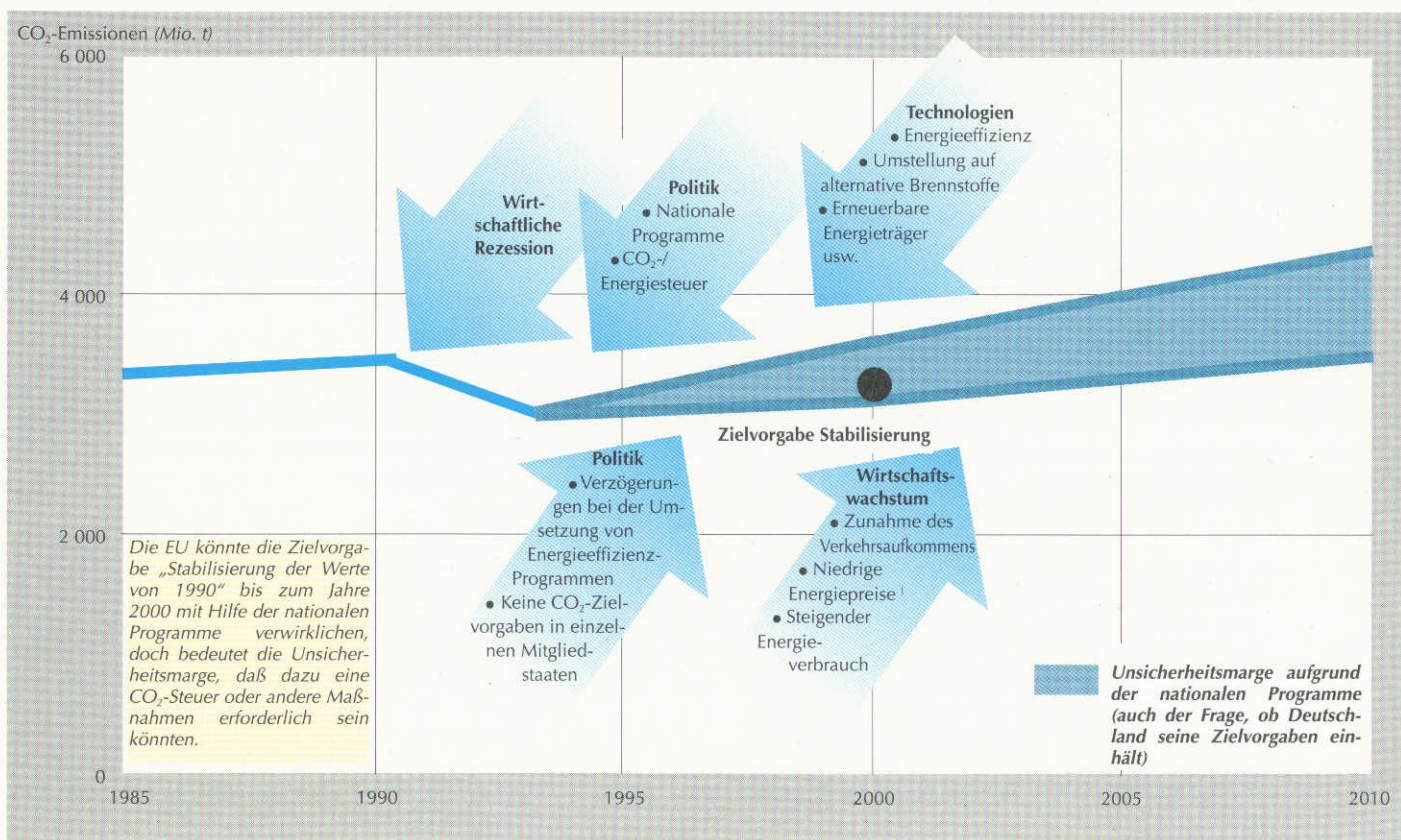 CO₂-Emissionen (Mio. t)
6 000
4 000
2 000
0
1985
1990
1995
2000
2005
2010
Wirt-
schaftliche
Rezession
Politik
• Nationale
Programme
• CO₂-/
Energiesteuer
Technologien
• Energieeffizienz
• Umstellung auf
alternative Brennstoffe
• Erneuerbare
Energieträger
usw.
Zielvorgabe Stabilisierung
Politik
• Verzögerun-
gen bei der Um-
setzung von
Energieeffizienz-
Programmen
• Keine CO₂-Ziel-
vorgaben in einzel-
nen Mitglied-
staaten
Wirtschafts-
wachstum
• Zunahme des
Verkehrsaufkommens
• Niedrige
Energiepreise
• Steigender
Energie-
verbrauch
Die EU könnte die Zielvorga-
be „Stabilisierung der Werte
von 1990“ bis zum Jahre
2000 mit Hilfe der nationalen
Programme verwirklichen,
doch bedeutet die Unsicher-
heitsmarge, daß dazu eine
CO₂-Steuer oder andere Maß-
nahmen erforderlich sein
könnten.
Unsicherheitsmarge aufgrund
der nationalen Programme
(auch der Frage, ob Deutsch-
land seine Zielvorgaben ein-
hält)